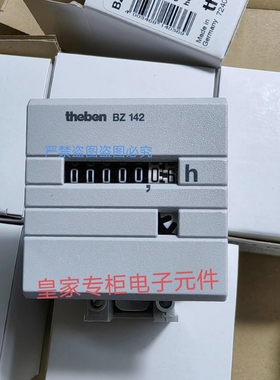 made in
Germany
240
h
theben BZ 142
严禁盗图盗图必究
000000 h
皇家专柜电子元件